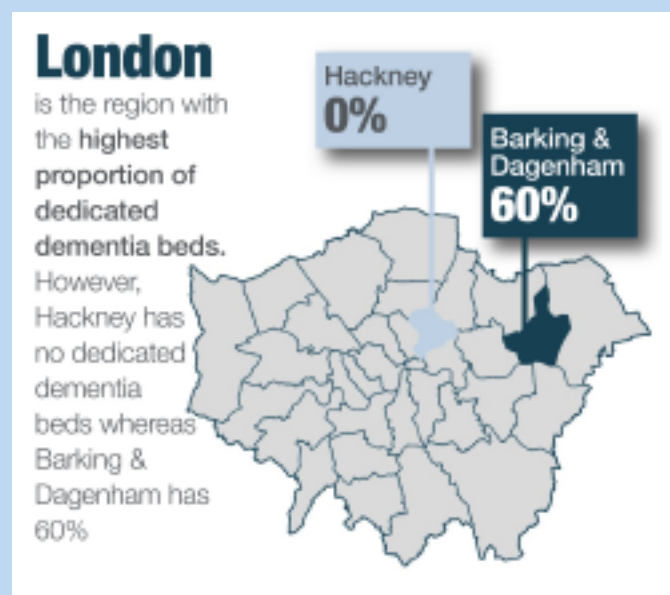 London
is the region with
the highest
proportion of
dedicated
dementia beds.
However,
Hackney has
no dedicated
dementia
beds whereas
Barking &
Dagenham has
60%
Hackney
0%
Barking &
Dagenham
60%